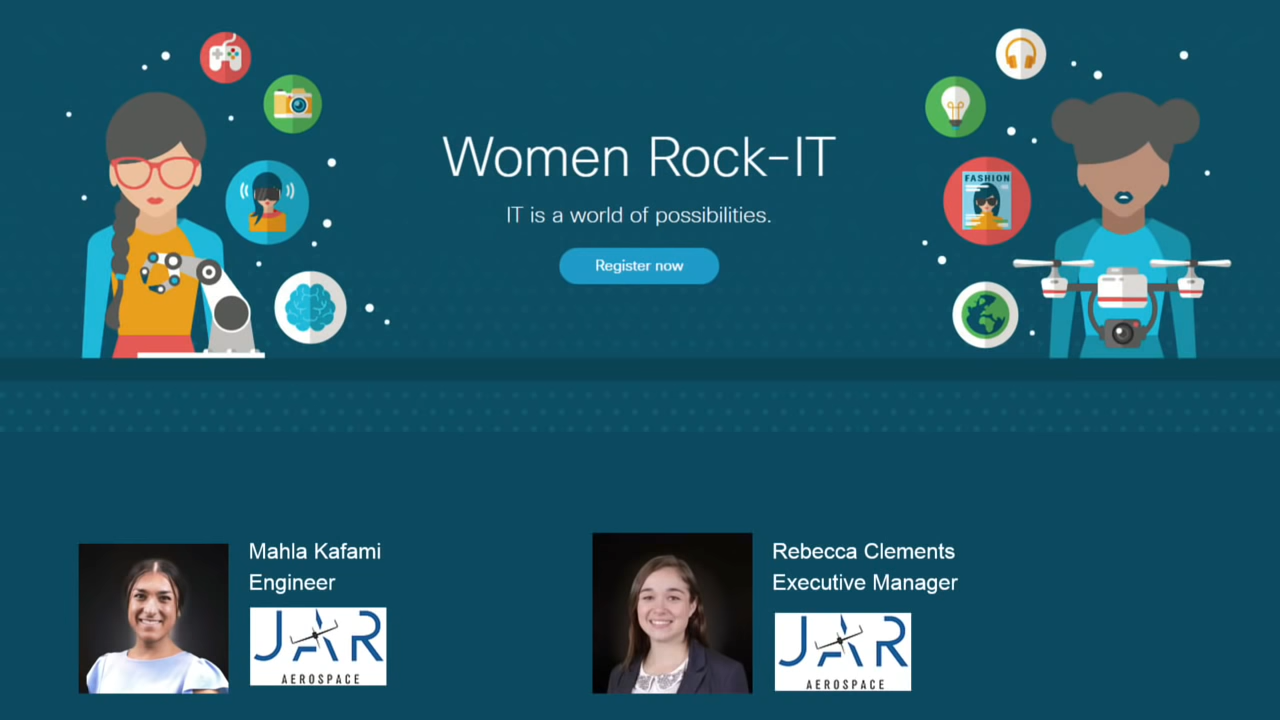 Women Rock-IT
IT is a world of possibilities.
Register now
FASHION
Mahla Kafami
Engineer
JAR
AEROSPACE
Rebecca Clements
Executive Manager
JAR
AEROSPACE